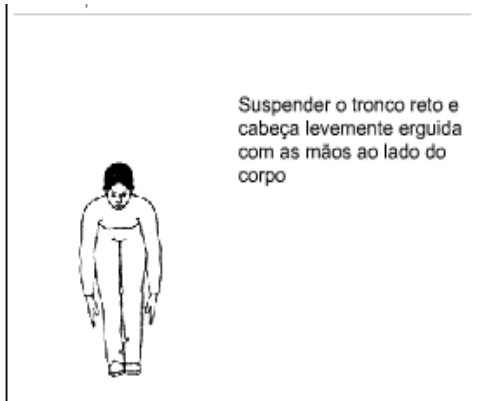 Suspender o tronco reto e
cabeça levemente erguida
com as mãos ao lado do
corpo